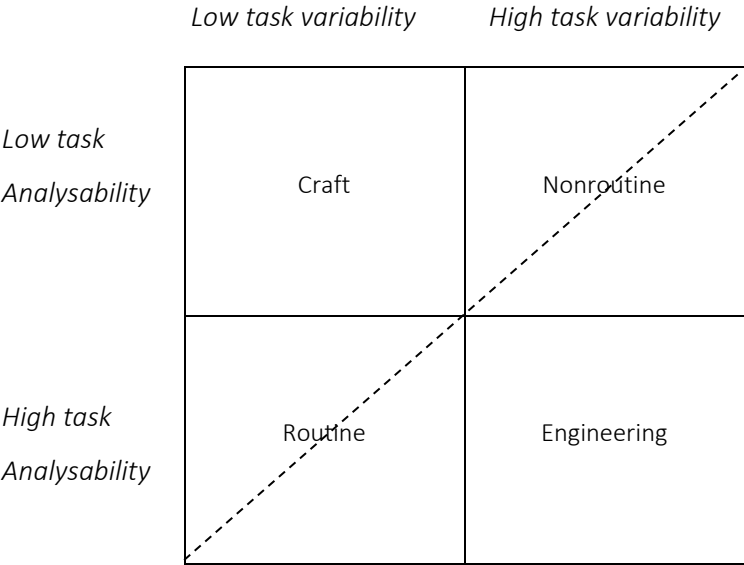 Low task variability
High task variability
Low task
Analysability
Craft
Nonroutine
High task
Analysability
Routine
Engineering